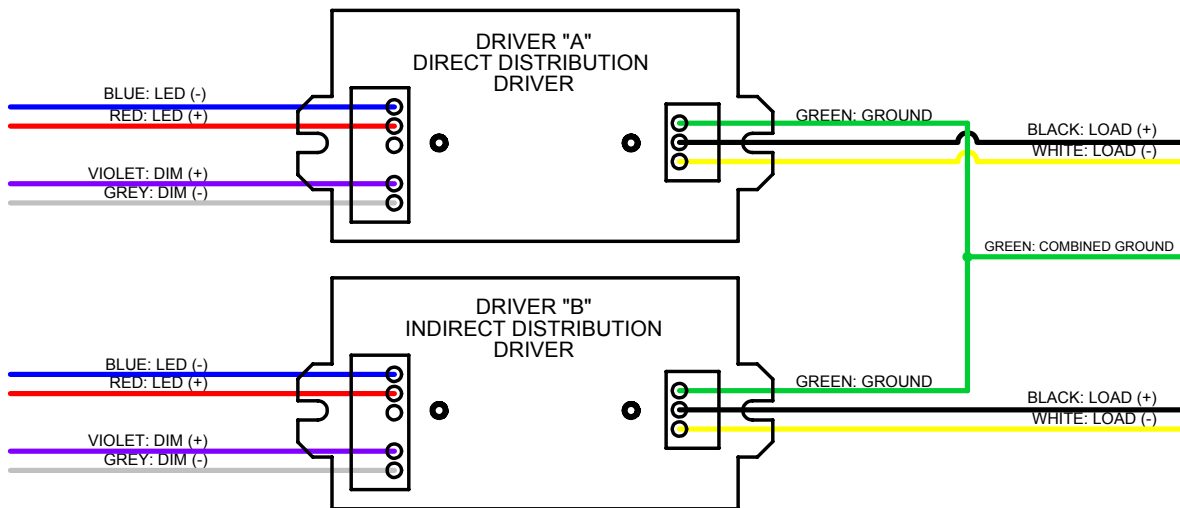 DRIVER "A"
DIRECT DISTRIBUTION
DRIVER
BLUE: LED (-)
RED: LED (+)
VIOLET: DIM (+)
GREY: DIM (-)
GREEN: GROUND
BLACK: LOAD (+)
WHITE: LOAD (-)
GREEN: COMBINED GROUND
DRIVER "B"
INDIRECT DISTRIBUTION
DRIVER
BLUE: LED (-)
RED: LED (+)
VIOLET: DIM (+)
GREY: DIM (-)
GREEN: GROUND
BLACK: LOAD (+)
WHITE: LOAD (-)